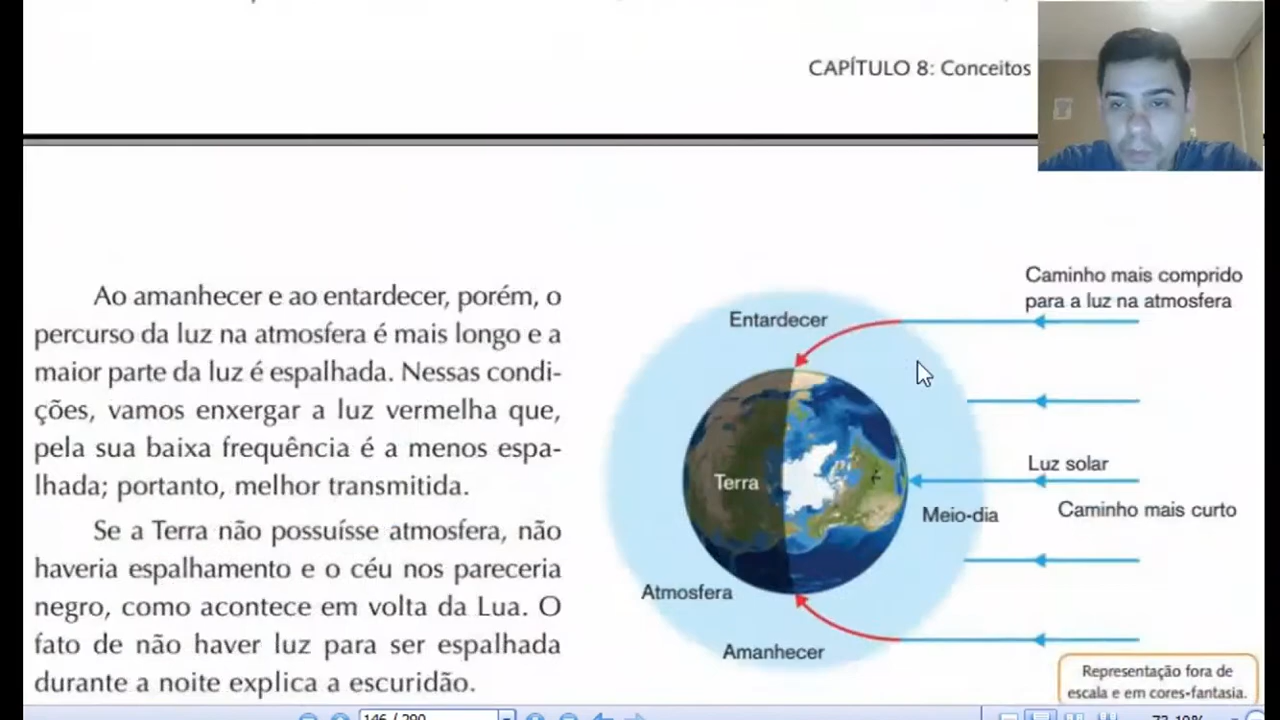 CAPÍTULO 8: Conceitos
Ao amanhecer e ao entardecer, porém, o
percurso da luz na atmosfera é mais longo e a
maior parte da luz é espalhada. Nessas condi-
ções, vamos enxergar a luz vermelha que,
pela sua baixa frequência é a menos espa-
lhada; portanto, melhor transmitida.
Se a Terra não possuísse atmosfera, não
haveria espalhamento e o céu nos pareceria
negro, como acontece em volta da Lua. O
fato de não haver luz para ser espalhada
durante a noite explica a escuridão.
Caminho mais comprido
para a luz na atmosfera
Entardecer
Luz solar
Terra
Caminho mais curto
Meio-dia
Atmosfera
Amanhecer
Representação fora de
escala e em cores-fantasia.
146 / 290